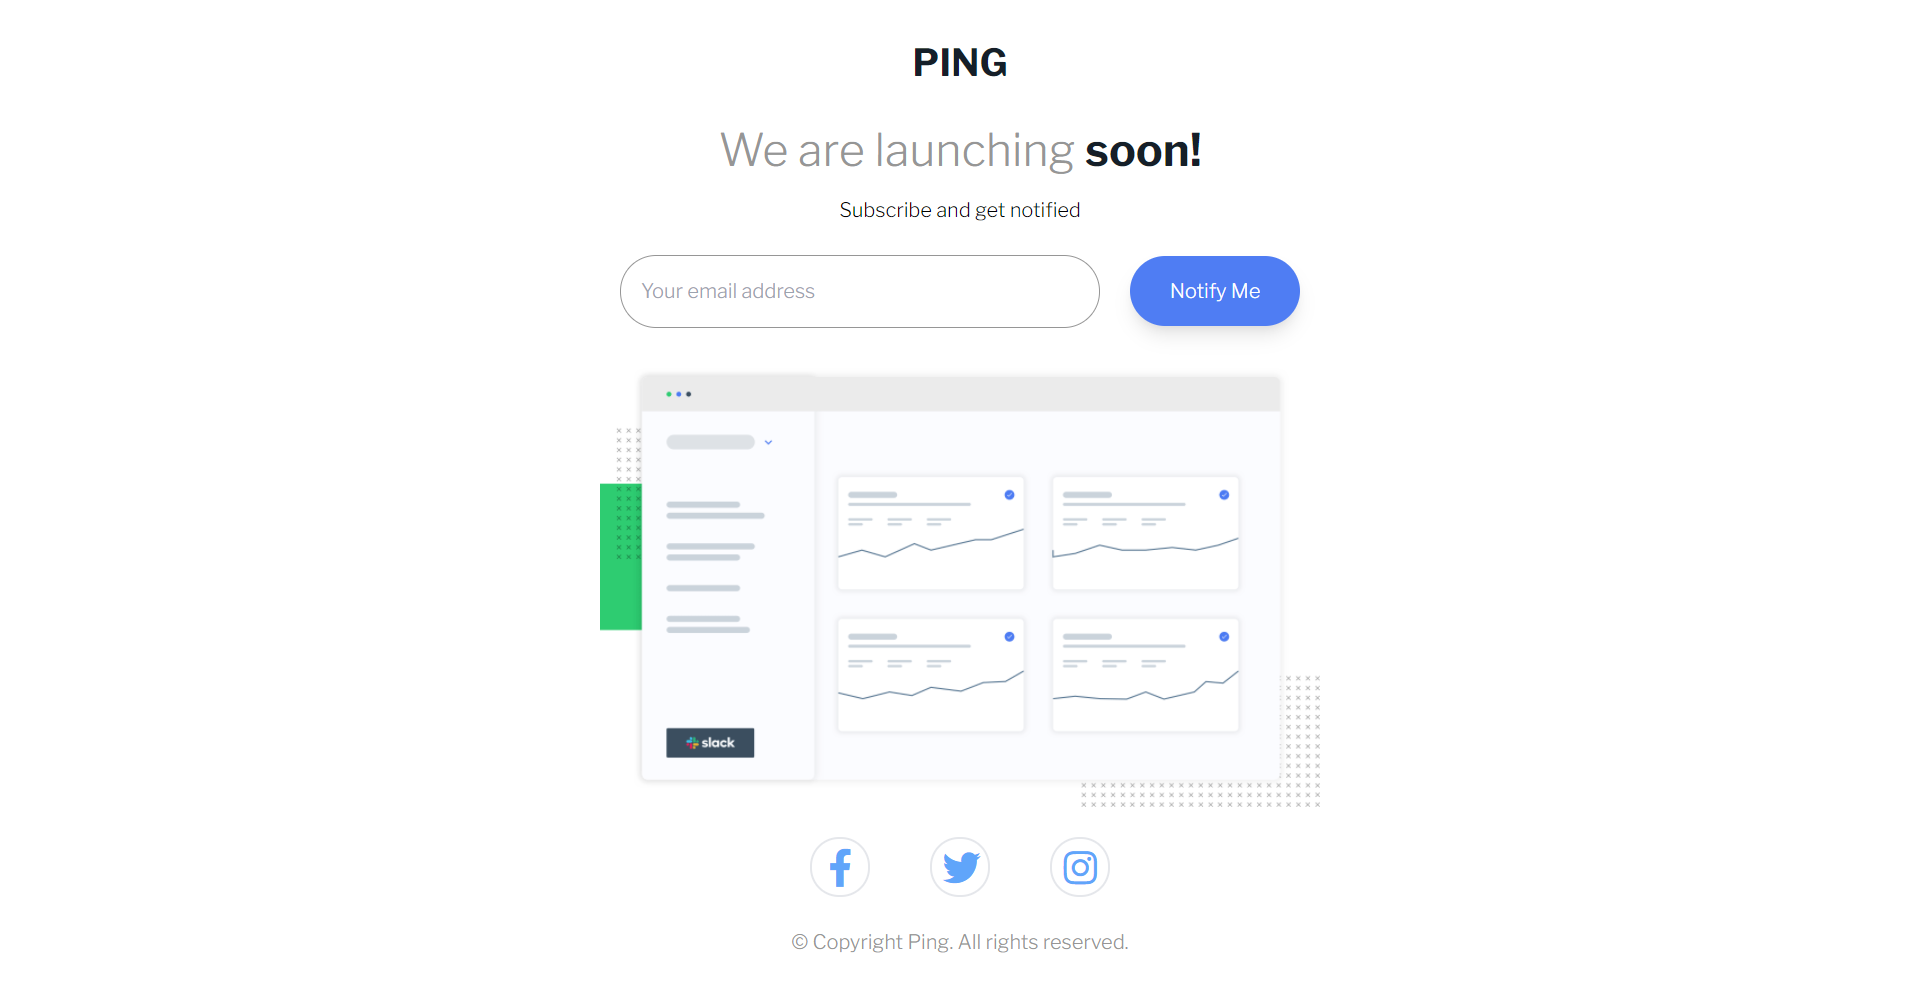 PING
We are launching soon!
Subscribe and get notified
Your email address
Notify Me
slack
© Copyright Ping. All rights reserved.